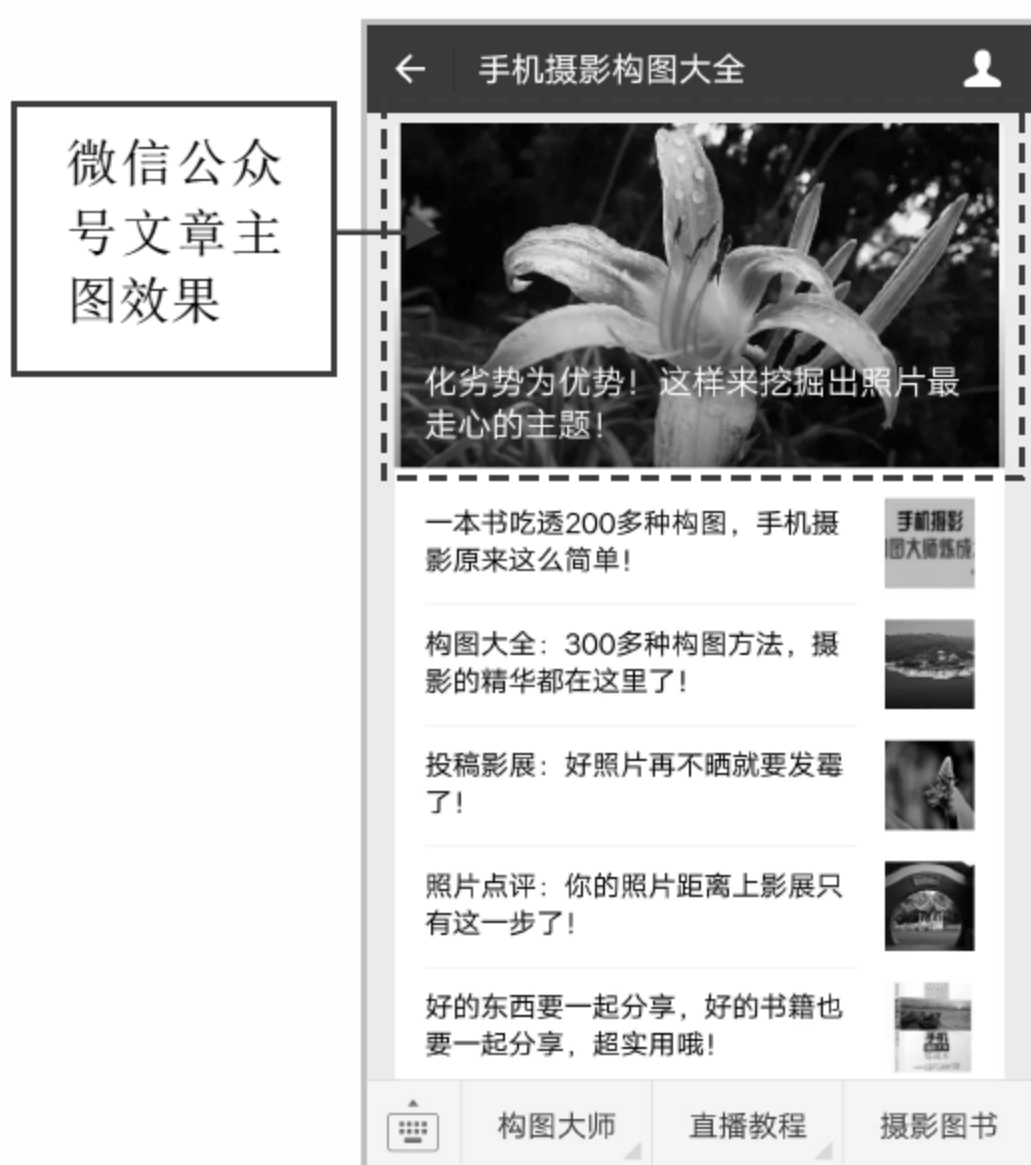 手机摄影构图大全
微信公众
号文章主
图效果
化劣势为优势！这样来挖掘出照片最
走心的主题！
一本书吃透200多种构图，手机摄
影原来这么简单！
手机摄影
图大师炼成
构图大全：300多种构图方法，摄
影的精华都在这里了！
投稿影展：好照片再不晒就要发霉
了！
照片点评：你的照片距离上影展只
有这一步了！
好的东西要一起分享，好的书籍也
要一起分享，超实用哦！
手机
构图大师
直播教程
摄影图书